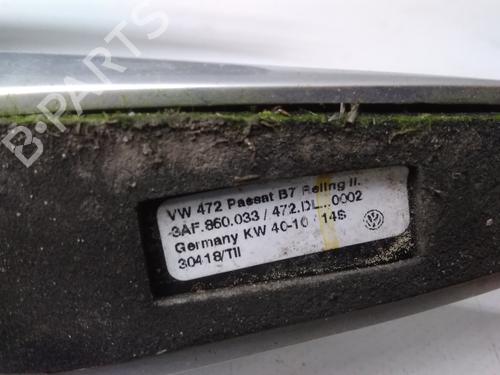 B-PARTS
VW 472 Passat B7 Reling li.
3AF.860.033 / 472.DL...0002
Germany KW 40-10 14S
30418/TII
B-PARTS